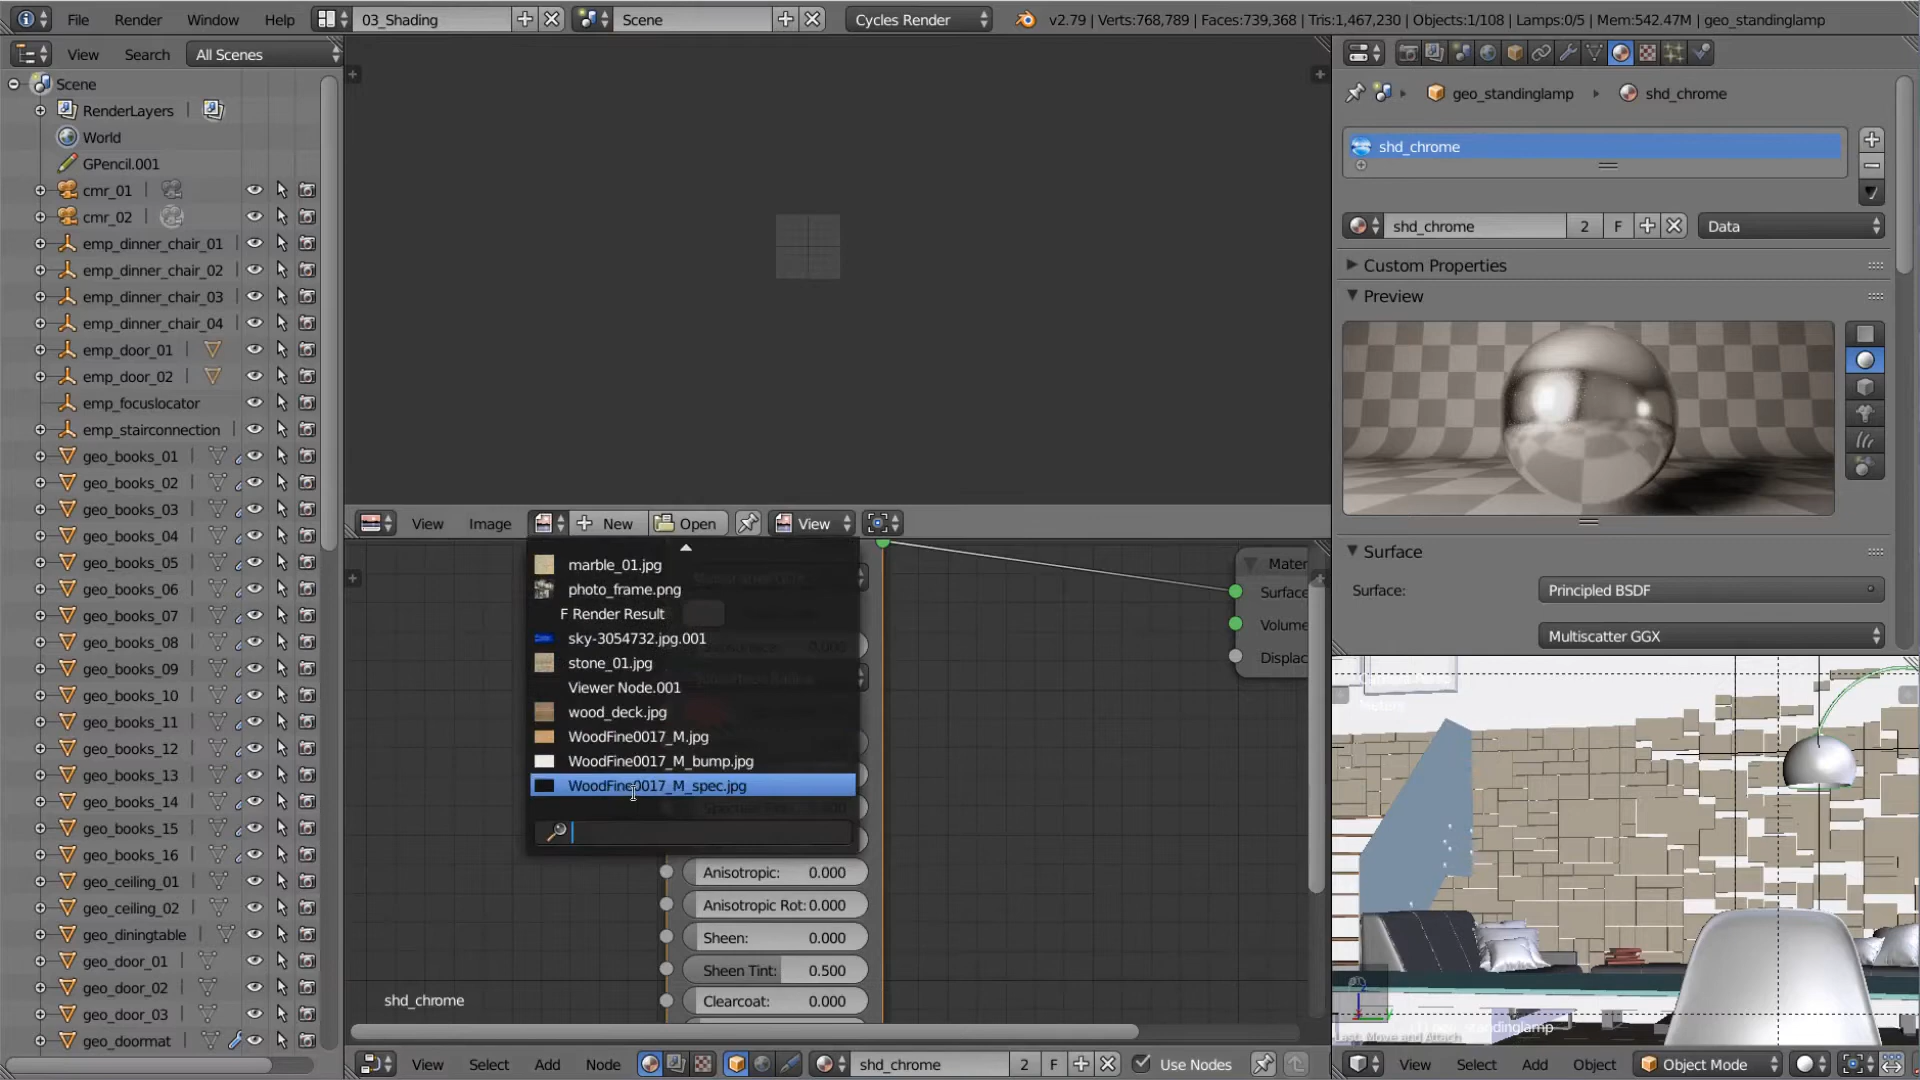 File Render Window Help 03_Shading Scene Cycles Render v2.79 | Verts:768,789 | Faces:739,368 | Tris:1,467,230 | Objects:1/108 | Lamps:0/5 | Mem:542.47M | geo_standinglamp
View Search All Scenes
Scene
RenderLayers
World
GPencil.001
cmr_01
cmr_02
emp_dinner_chair_01
emp_dinner_chair_02
emp_dinner_chair_03
emp_dinner_chair_04
emp_door_01
emp_door_02
emp_focuslocator
emp_stairconnection
geo_books_01
geo_books_02
geo_books_03
geo_books_04
geo_books_05
geo_books_06
geo_books_07
geo_books_08
geo_books_09
geo_books_10
geo_books_11
geo_books_12
geo_books_13
geo_books_14
geo_books_15
geo_books_16
geo_ceiling_01
geo_ceiling_02
geo_diningtable
geo_door_01
geo_door_02
geo_door_03
geo_doormat
View Image New Open View
marble_01.jpg
photo_frame.png
F Render Result
sky-3054732.jpg.001
stone_01.jpg
Viewer Node.001
wood_deck.jpg
WoodFine0017_M.jpg
WoodFine0017_M_bump.jpg
WoodFine0017_M_spec.jpg
Anisotropic: 0.000
Anisotropic Rot: 0.000
Sheen: 0.000
Sheen Tint: 0.500
Clearcoat: 0.000
shd_chrome
Mater
Surface
Volume
Displac
View Select Add Node shd_chrome 2 F Use Nodes
geo_standinglamp shd_chrome
shd_chrome
shd_chrome 2 F Data
Custom Properties
Preview
Surface
Surface: Principled BSDF
Multiscatter GGX
View Select Add Object Object Mode